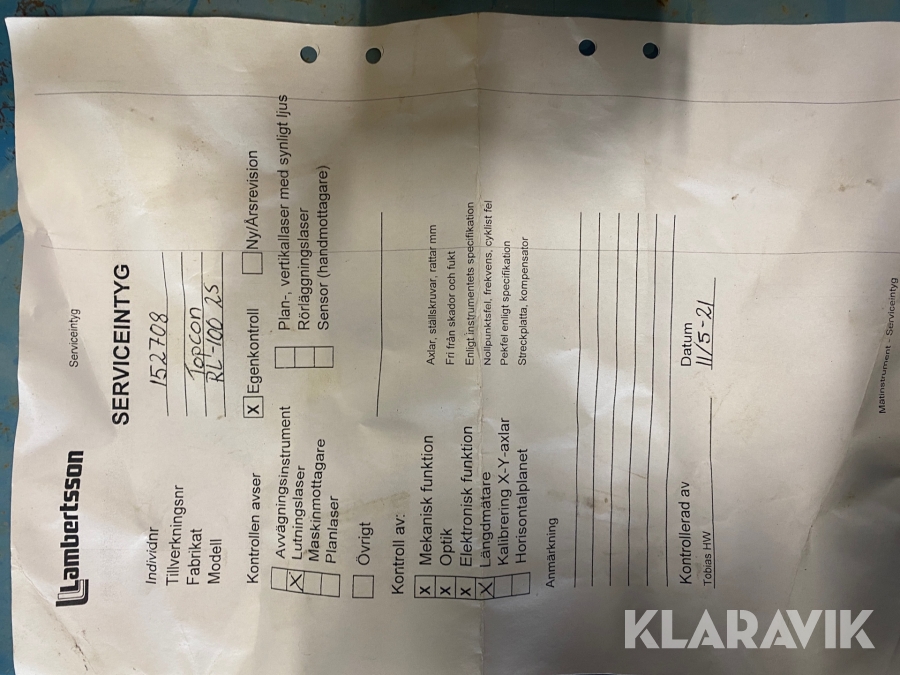 Lambertsson
Serviceintyg
SERVICEINTYG
Individnr 152708
Tillverkningsnr
Fabrikat Topcon
Modell RL-100 2S
Kontrollen avser X Egenkontroll Ny/Årsrevision
Avvägningsinstrument Plan-, vertikallaser med synligt ljus
X Lutningslaser Rörläggningslaser
Maskinmottagare Sensor (handmottagare)
Planlaser
Övrigt
Kontroll av:
X Mekanisk funktion Axlar, ställskruvar, rattar mm
X Optik Fri från skador och fukt
X Elektronisk funktion Enligt instrumentets specifikation
X Längdmätare Nollpunktsfel, frekvens, cyklist fel
Kalibrering X-Y-axlar Pekfel enligt specifikation
Horisontalplanet Streckplatta, kompensator
Anmärkning
Kontrollerad av Datum
Tobias HW 11/5-21
Mätinstrument - Serviceintyg
KLARAVIK